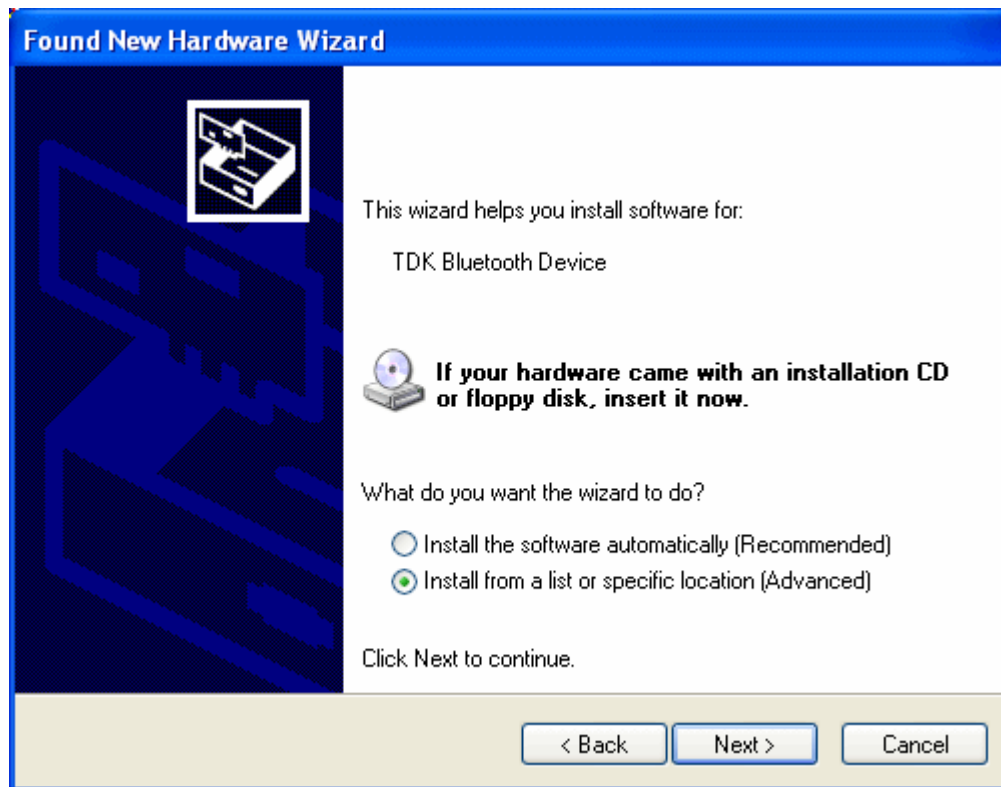 Found New Hardware Wizard
This wizard helps you install software for:
TDK Bluetooth Device
If your hardware came with an installation CD
or floppy disk, insert it now.
What do you want the wizard to do?
Install the software automatically (Recommended)
Install from a list or specific location (Advanced)
Click Next to continue.
< Back Next > Cancel